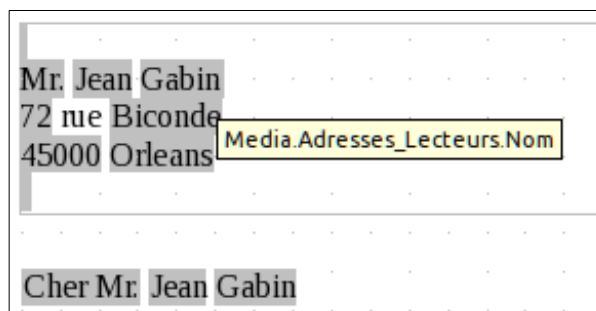 Mr. Jean Gabin
72 rue Biconde
45000 Orleans
Media.Adresses_Lecteurs.Nom
Cher Mr. Jean Gabin